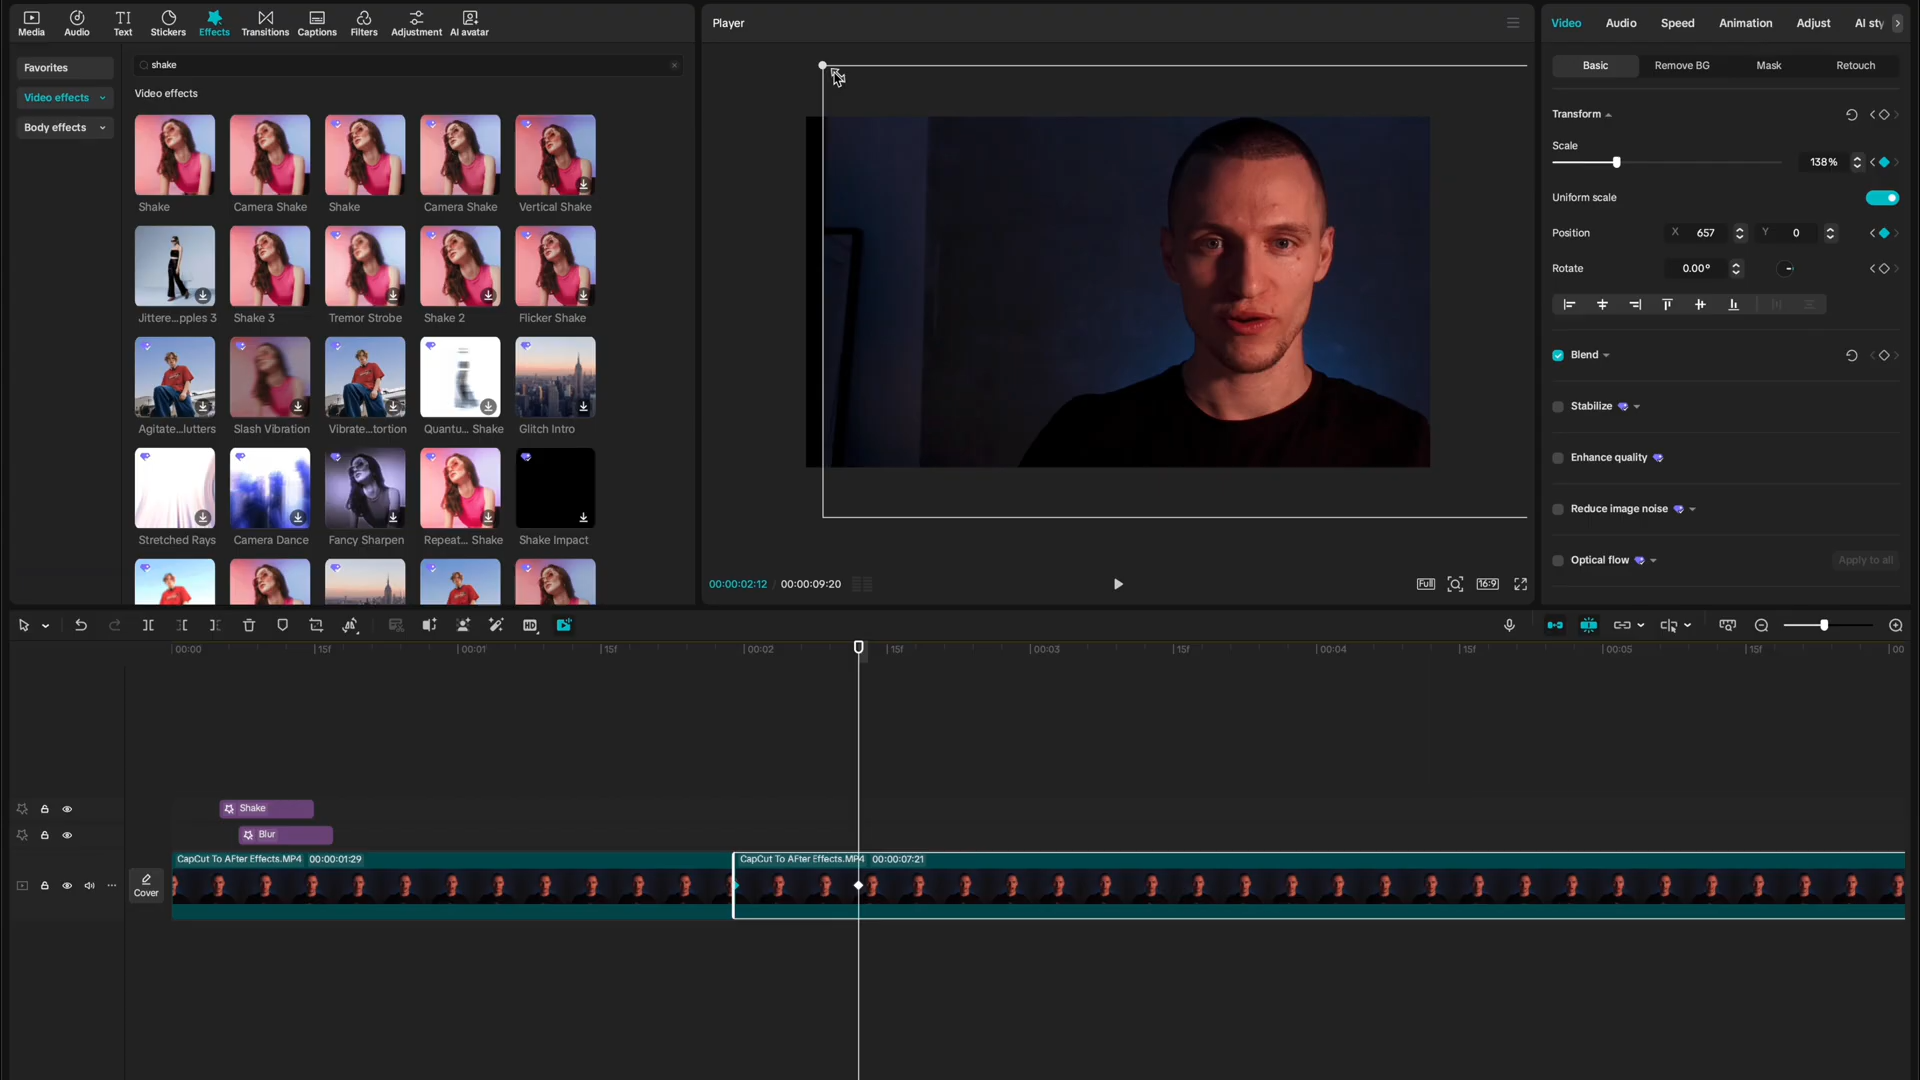 Media
Audio
Text
Stickers
Effects
Transitions
Captions
Filters
Adjustment
AI avatar
Favorites
Video effects
Body effects
shake
Video effects
Shake
Camera Shake
Shake
Camera Shake
Vertical Shake
Jittere...pples 3
Shake 3
Tremor Strobe
Shake 2
Flicker Shake
Agitate...lutters
Slash Vibration
Vibrate...tortion
Quantu... Shake
Glitch Intro
Stretched Rays
Camera Dance
Fancy Sharpen
Repeat... Shake
Shake Impact
Player
00:00:02:12 / 00:00:09:20
Full
16:9
Video
Audio
Speed
Animation
Adjust
AI sty
Basic
Remove BG
Mask
Retouch
Transform
Scale
138%
Uniform scale
Position
X 657
Y 0
Rotate
0.00°
Blend
Stabilize
Enhance quality
Reduce image noise
Optical flow
Apply to all
HD
00:00
15f
00:01
15f
00:02
15f
00:03
15f
00:04
15f
00:05
15f
00
Shake
Blur
Cover
CapCut To AFter Effects.MP4 00:00:01:29
CapCut To AFter Effects.MP4 00:00:07:21